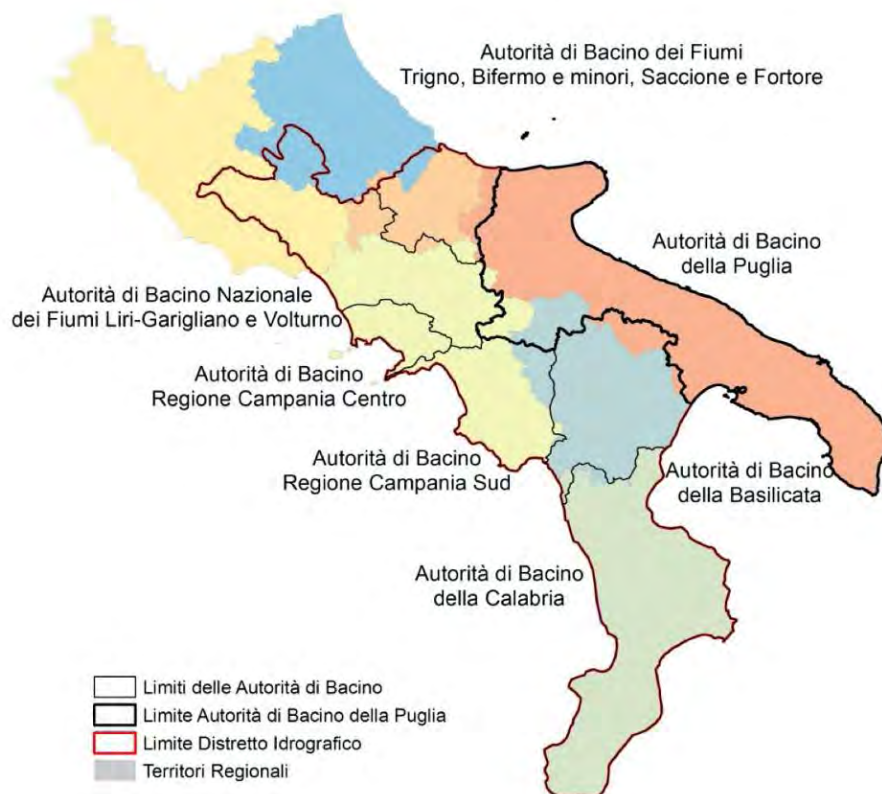 Autorità di Bacino dei Fiumi
Trigno, Bifermo e minori, Saccione e Fortore
Autorità di Bacino
della Puglia
Autorità di Bacino Nazionale
dei Fiumi Liri-Garigliano e Volturno
Autorità di Bacino
Regione Campania Centro
Autorità di Bacino
Regione Campania Sud
Autorità di Bacino
della Basilicata
Autorità di Bacino
della Calabria
Limiti delle Autorità di Bacino
Limite Autorità di Bacino della Puglia
Limite Distretto Idrografico
Territori Regionali